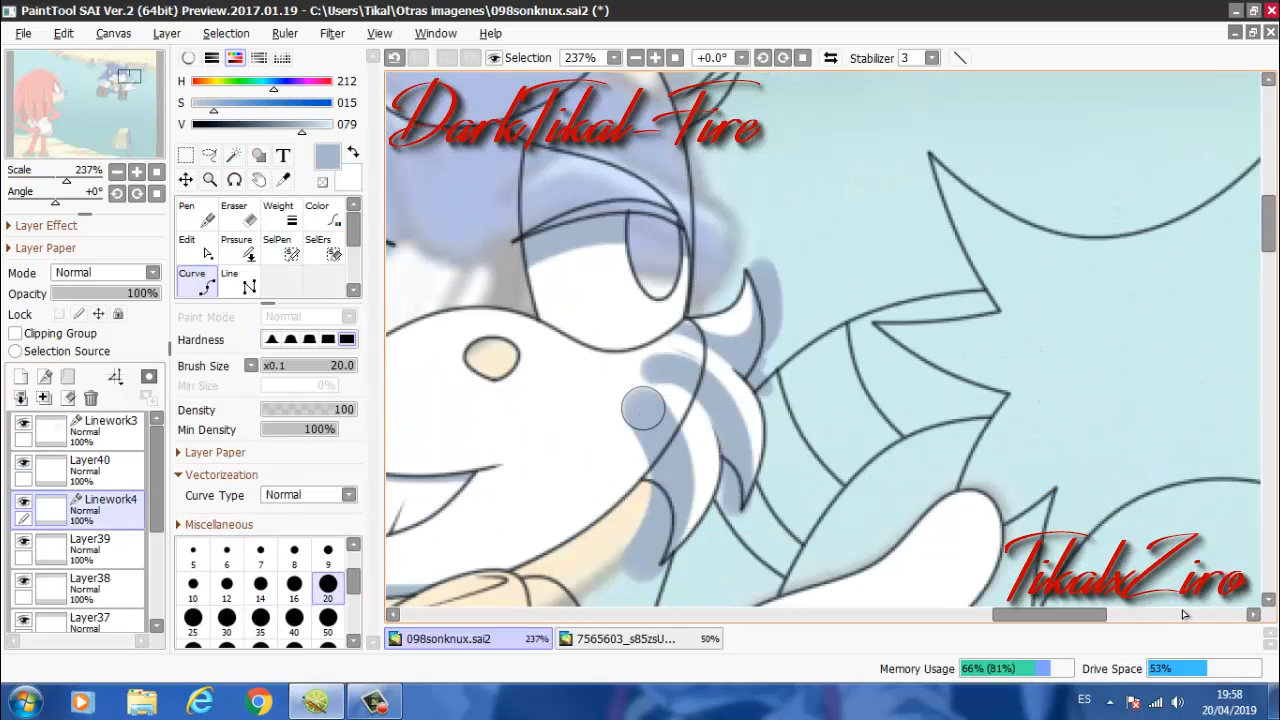 PaintTool SAI Ver.2 (64bit) Preview.2017.01.19 - C:\Users\Tikal\Otras imagenes\098sonknux.sai2 (*)
File Edit Canvas Layer Selection Ruler Filter View Window Help
Selection 237% +0.0° Stabilizer 3
H 212
S 015
V 079
Scale 237%
Angle +0°
Layer Effect
Layer Paper
Mode Normal
Opacity 100%
Lock
Clipping Group
Selection Source
Linework3
Normal
100%
Layer40
Normal
100%
Linework4
Normal
100%
Layer39
Normal
100%
Layer38
Normal
100%
Layer37
Normal
T
Pen Eraser Weight Color
Edit Prssure SelPen SelErs
Curve Line
Paint Mode Normal
Hardness
Brush Size x0.1 20.0
Min Size 0%
Density 100
Min Density 100%
Layer Paper
Vectorization
Curve Type Normal
Miscellaneous
5 6 7 8 9
10 12 14 16 20
25 30 35 40 50
DarkTikal-Fire
TikalxZiro
098sonknux.sai2 237% 7565603_s85zsU... 50%
Memory Usage 66% (81%) Drive Space 53%
ES 19:58
20/04/2019